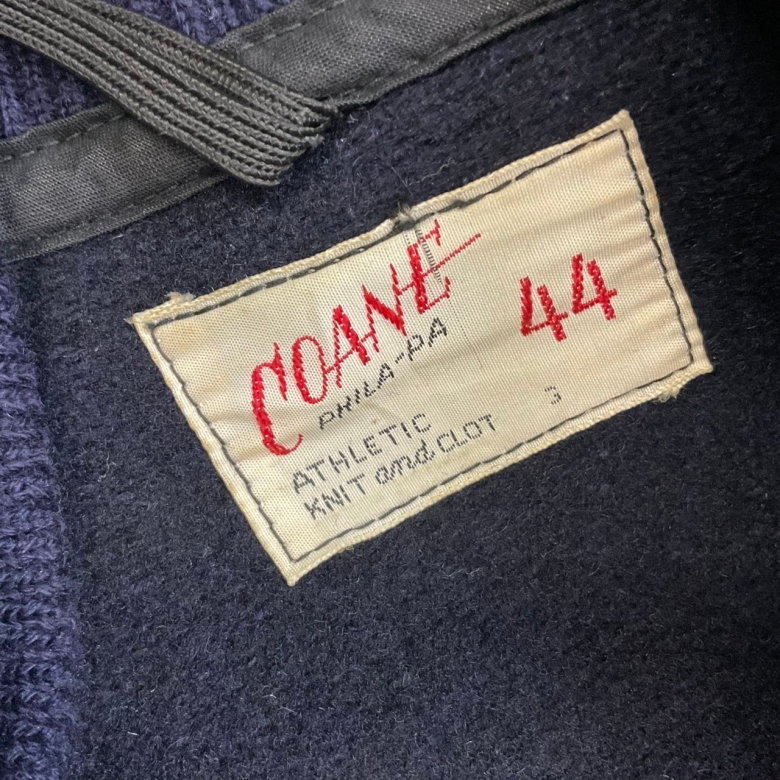 COANE
44
PHILA-PA
ATHLETIC
KNIT and CLOT
3